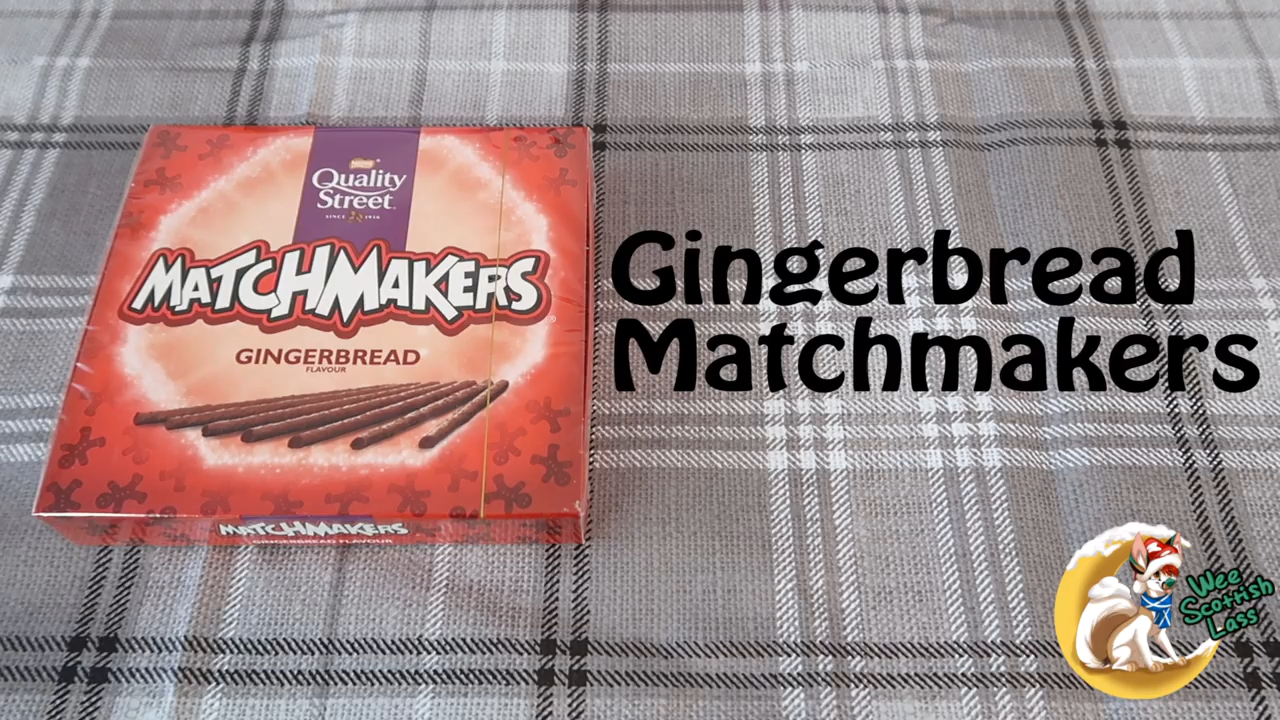 Nestlé
Quality
Street
SINCE 1936
MATCHMAKERS
GINGERBREAD
FLAVOUR
MATCHMAKERS
GINGERBREAD FLAVOUR
Gingerbread
Matchmakers
Wee
Scottish
Lass